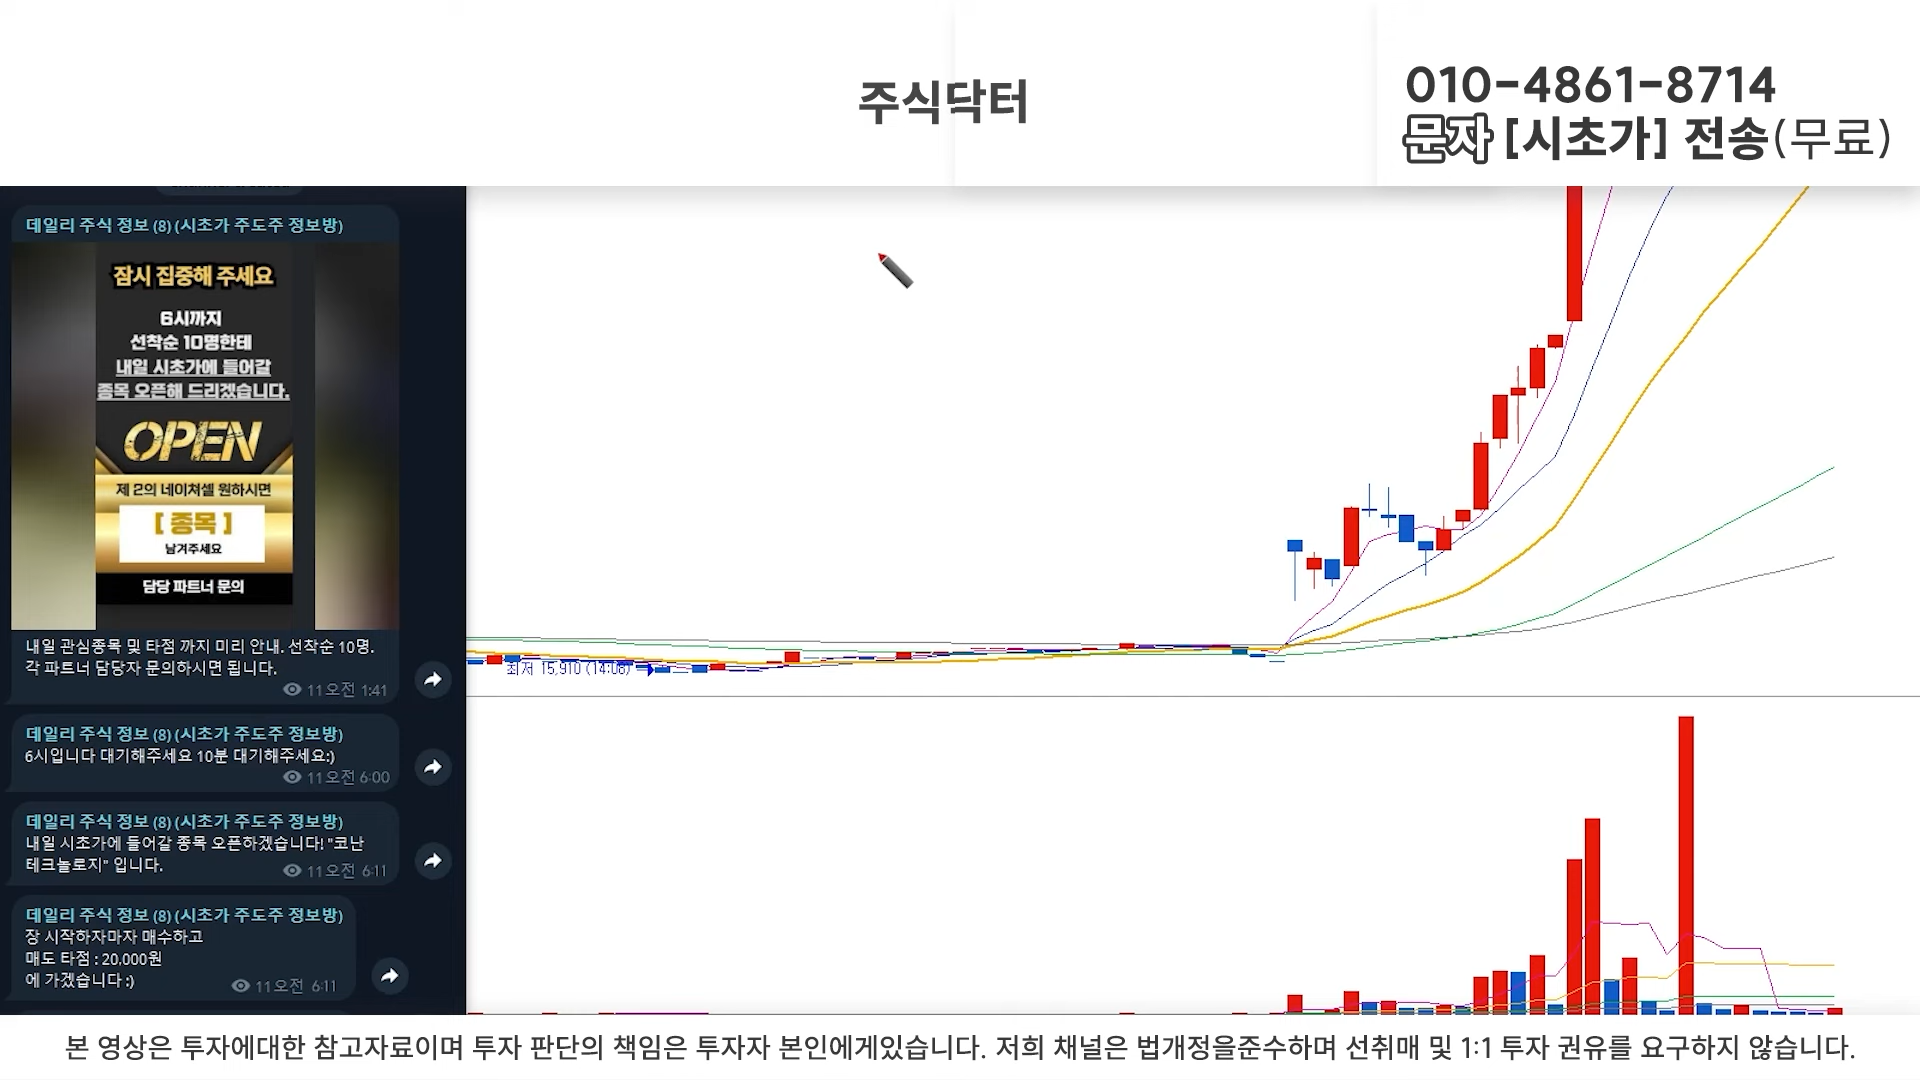 주식닥터
010-4861-8714
문자 [시초가] 전송(무료)
데일리 주식 정보 (8) (시초가 주도주 정보방)
잠시 집중해 주세요
6시까지
선착순 10명한테
내일 시초가에 들어갈
종목 오픈해 드리겠습니다.
OPEN
제 2의 네이쳐셀 원하시면
[ 종목 ]
남겨주세요
담당 파트너 문의
내일 관심종목 및 타점 까지 미리 안내. 선착순 10명.
각 파트너 담당자 문의하시면 됩니다.
11 오전 1:41
데일리 주식 정보 (8) (시초가 주도주 정보방)
6시입니다 대기해주세요 10분 대기해주세요:)
11 오전 6:00
데일리 주식 정보 (8) (시초가 주도주 정보방)
내일 시초가에 들어갈 종목 오픈하겠습니다! "코난
테크놀로지" 입니다.
11 오전 6:11
데일리 주식 정보 (8) (시초가 주도주 정보방)
장 시작하자마자 매수하고
매도 타점 : 20,000원
에 가겠습니다 :)
11 오전 6:11
최저 15,910 (14:08)
본 영상은 투자에대한 참고자료이며 투자 판단의 책임은 투자자 본인에게있습니다. 저희 채널은 법개정을준수하며 선취매 및 1:1 투자 권유를 요구하지 않습니다.